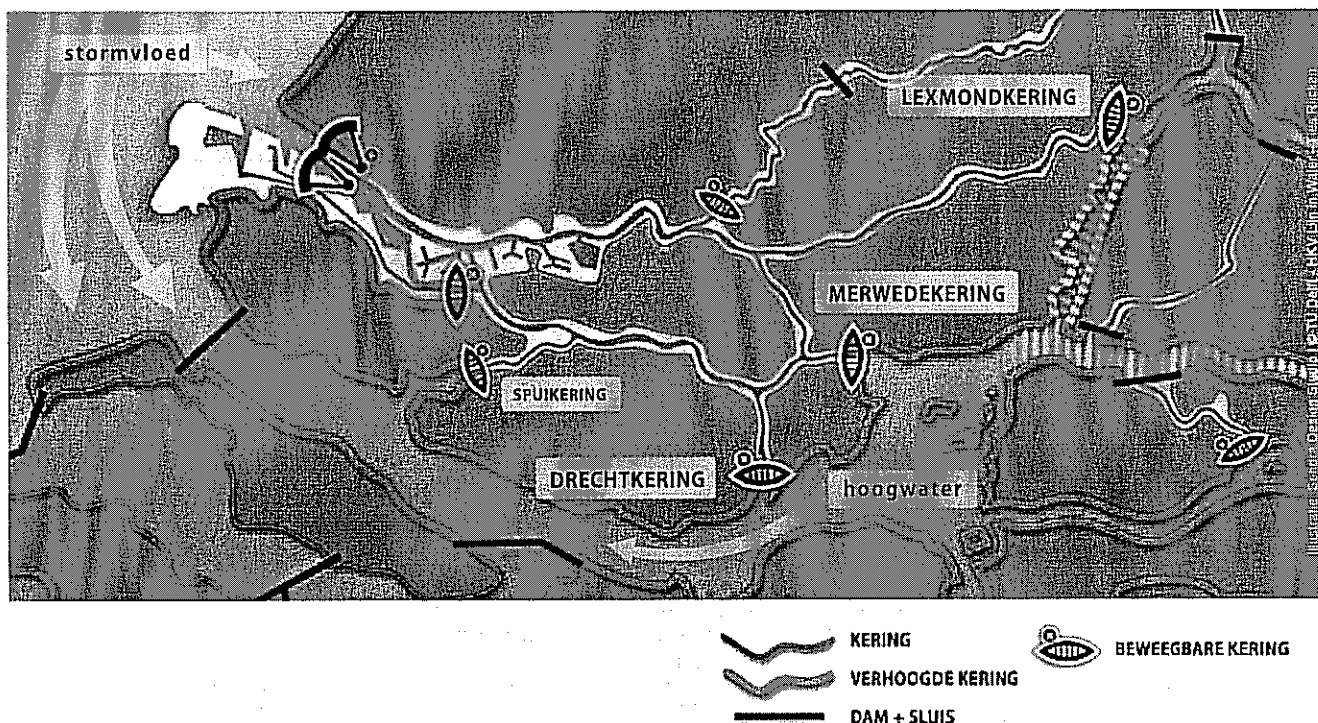 stormvloed
LEXMONDKERING
MERWEDEKERING
SPUIKERING
DRECHTKERING
hoogwater
KERING
VERHOOGDE KERING
DAM + SLUIS
BEWEEGBARE KERING